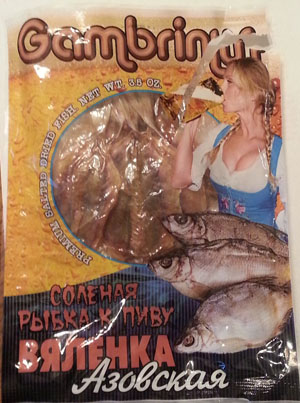 Gambrinus
PREMIUM SALTED DRIED FISH, NET WT. 3.5 OZ.
СОЛЕНАЯ
РЫБКА К ПИВУ
ВЯЛЕНКА
Азовская